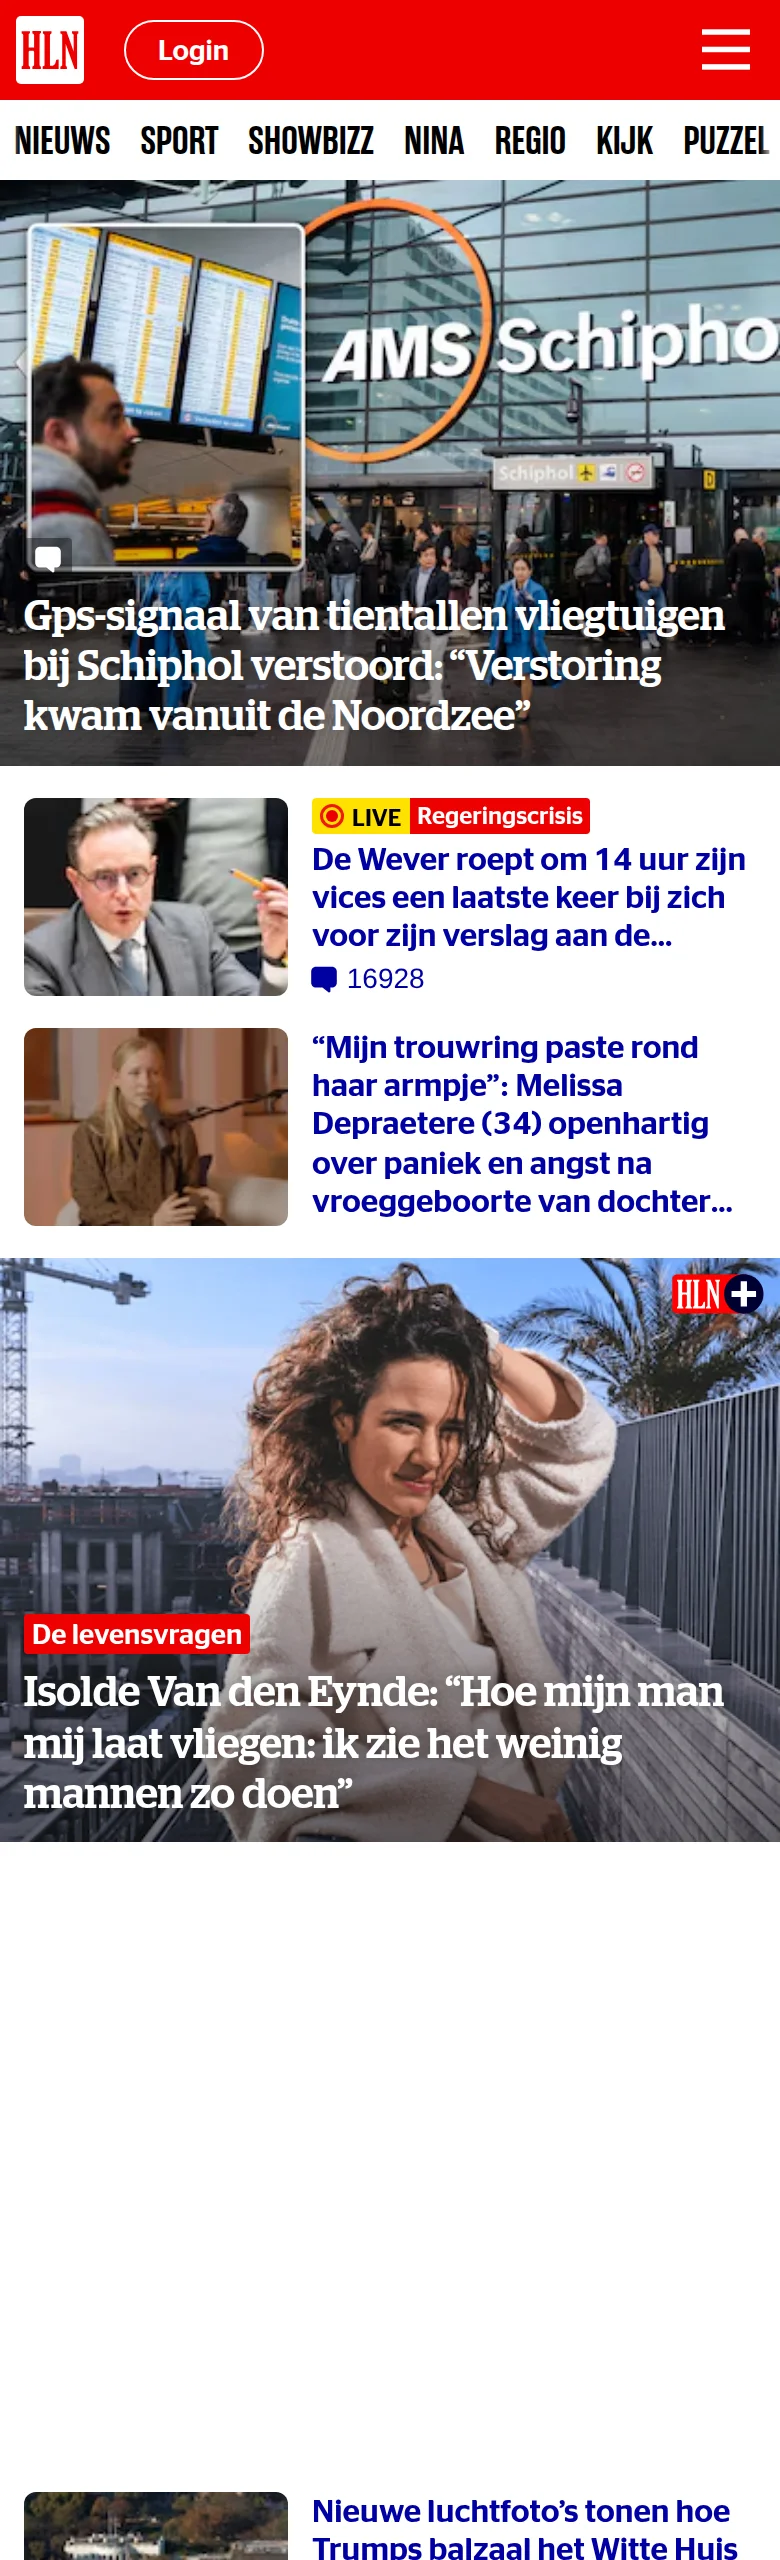 HLN
Login
NIEUWS SPORT SHOWBIZZ NINA REGIO KIJK PUZZEL
AMS Schipho
Schiphol
Gps-signaal van tientallen vliegtuigen
bij Schiphol verstoord: “Verstoring
kwam vanuit de Noordzee”
LIVE Regeringscrisis
De Wever roept om 14 uur zijn
vices een laatste keer bij zich
voor zijn verslag aan de...
16928
“Mijn trouwring paste rond
haar armpje”: Melissa
Depraetere (34) openhartig
over paniek en angst na
vroeggeboorte van dochter...
HLN+
De levensvragen
Isolde Van den Eynde: “Hoe mijn man
mij laat vliegen: ik zie het weinig
mannen zo doen”
Nieuwe luchtfoto’s tonen hoe
Trumps balzaal het Witte Huis